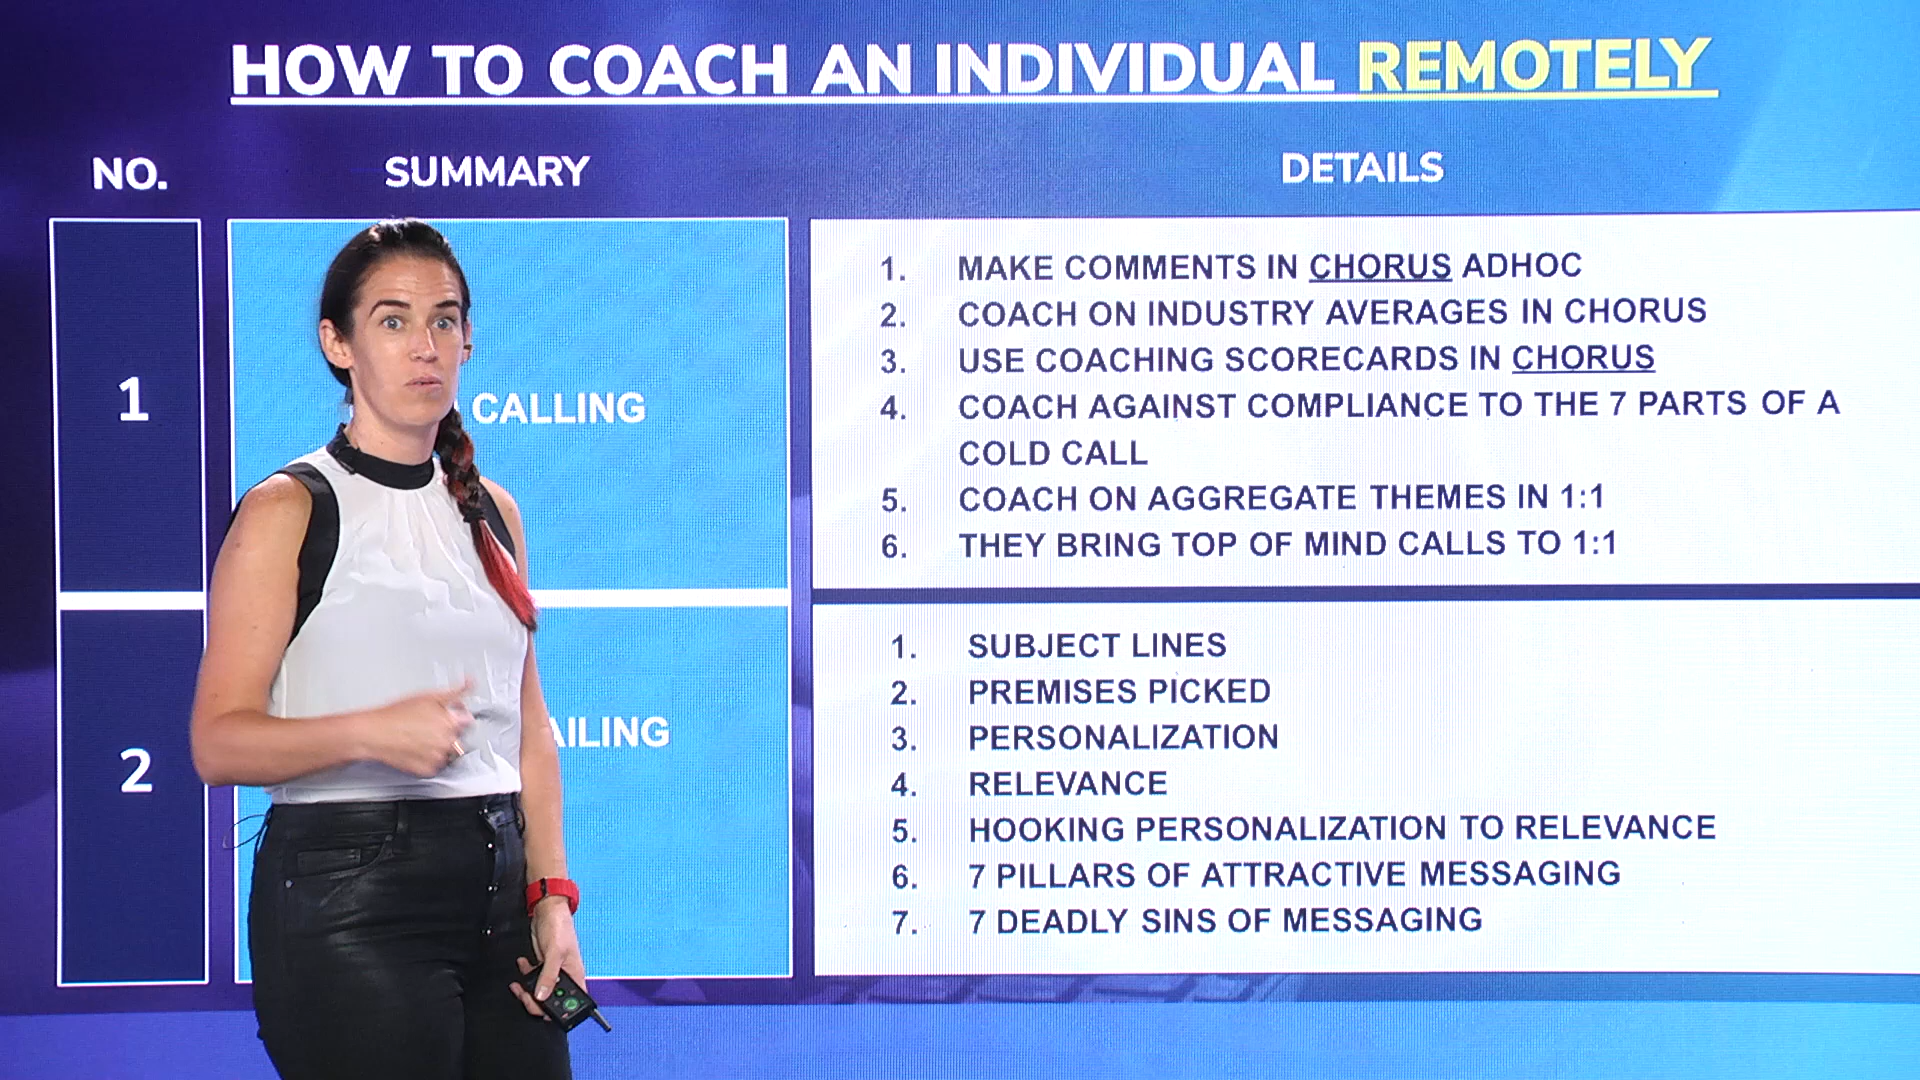 HOW TO COACH AN INDIVIDUAL REMOTELY
NO.
SUMMARY
DETAILS
1
CALLING
1. MAKE COMMENTS IN CHORUS ADHOC
2. COACH ON INDUSTRY AVERAGES IN CHORUS
3. USE COACHING SCORECARDS IN CHORUS
4. COACH AGAINST COMPLIANCE TO THE 7 PARTS OF A
COLD CALL
5. COACH ON AGGREGATE THEMES IN 1:1
6. THEY BRING TOP OF MIND CALLS TO 1:1
2
AILING
1. SUBJECT LINES
2. PREMISES PICKED
3. PERSONALIZATION
4. RELEVANCE
5. HOOKING PERSONALIZATION TO RELEVANCE
6. 7 PILLARS OF ATTRACTIVE MESSAGING
7. 7 DEADLY SINS OF MESSAGING